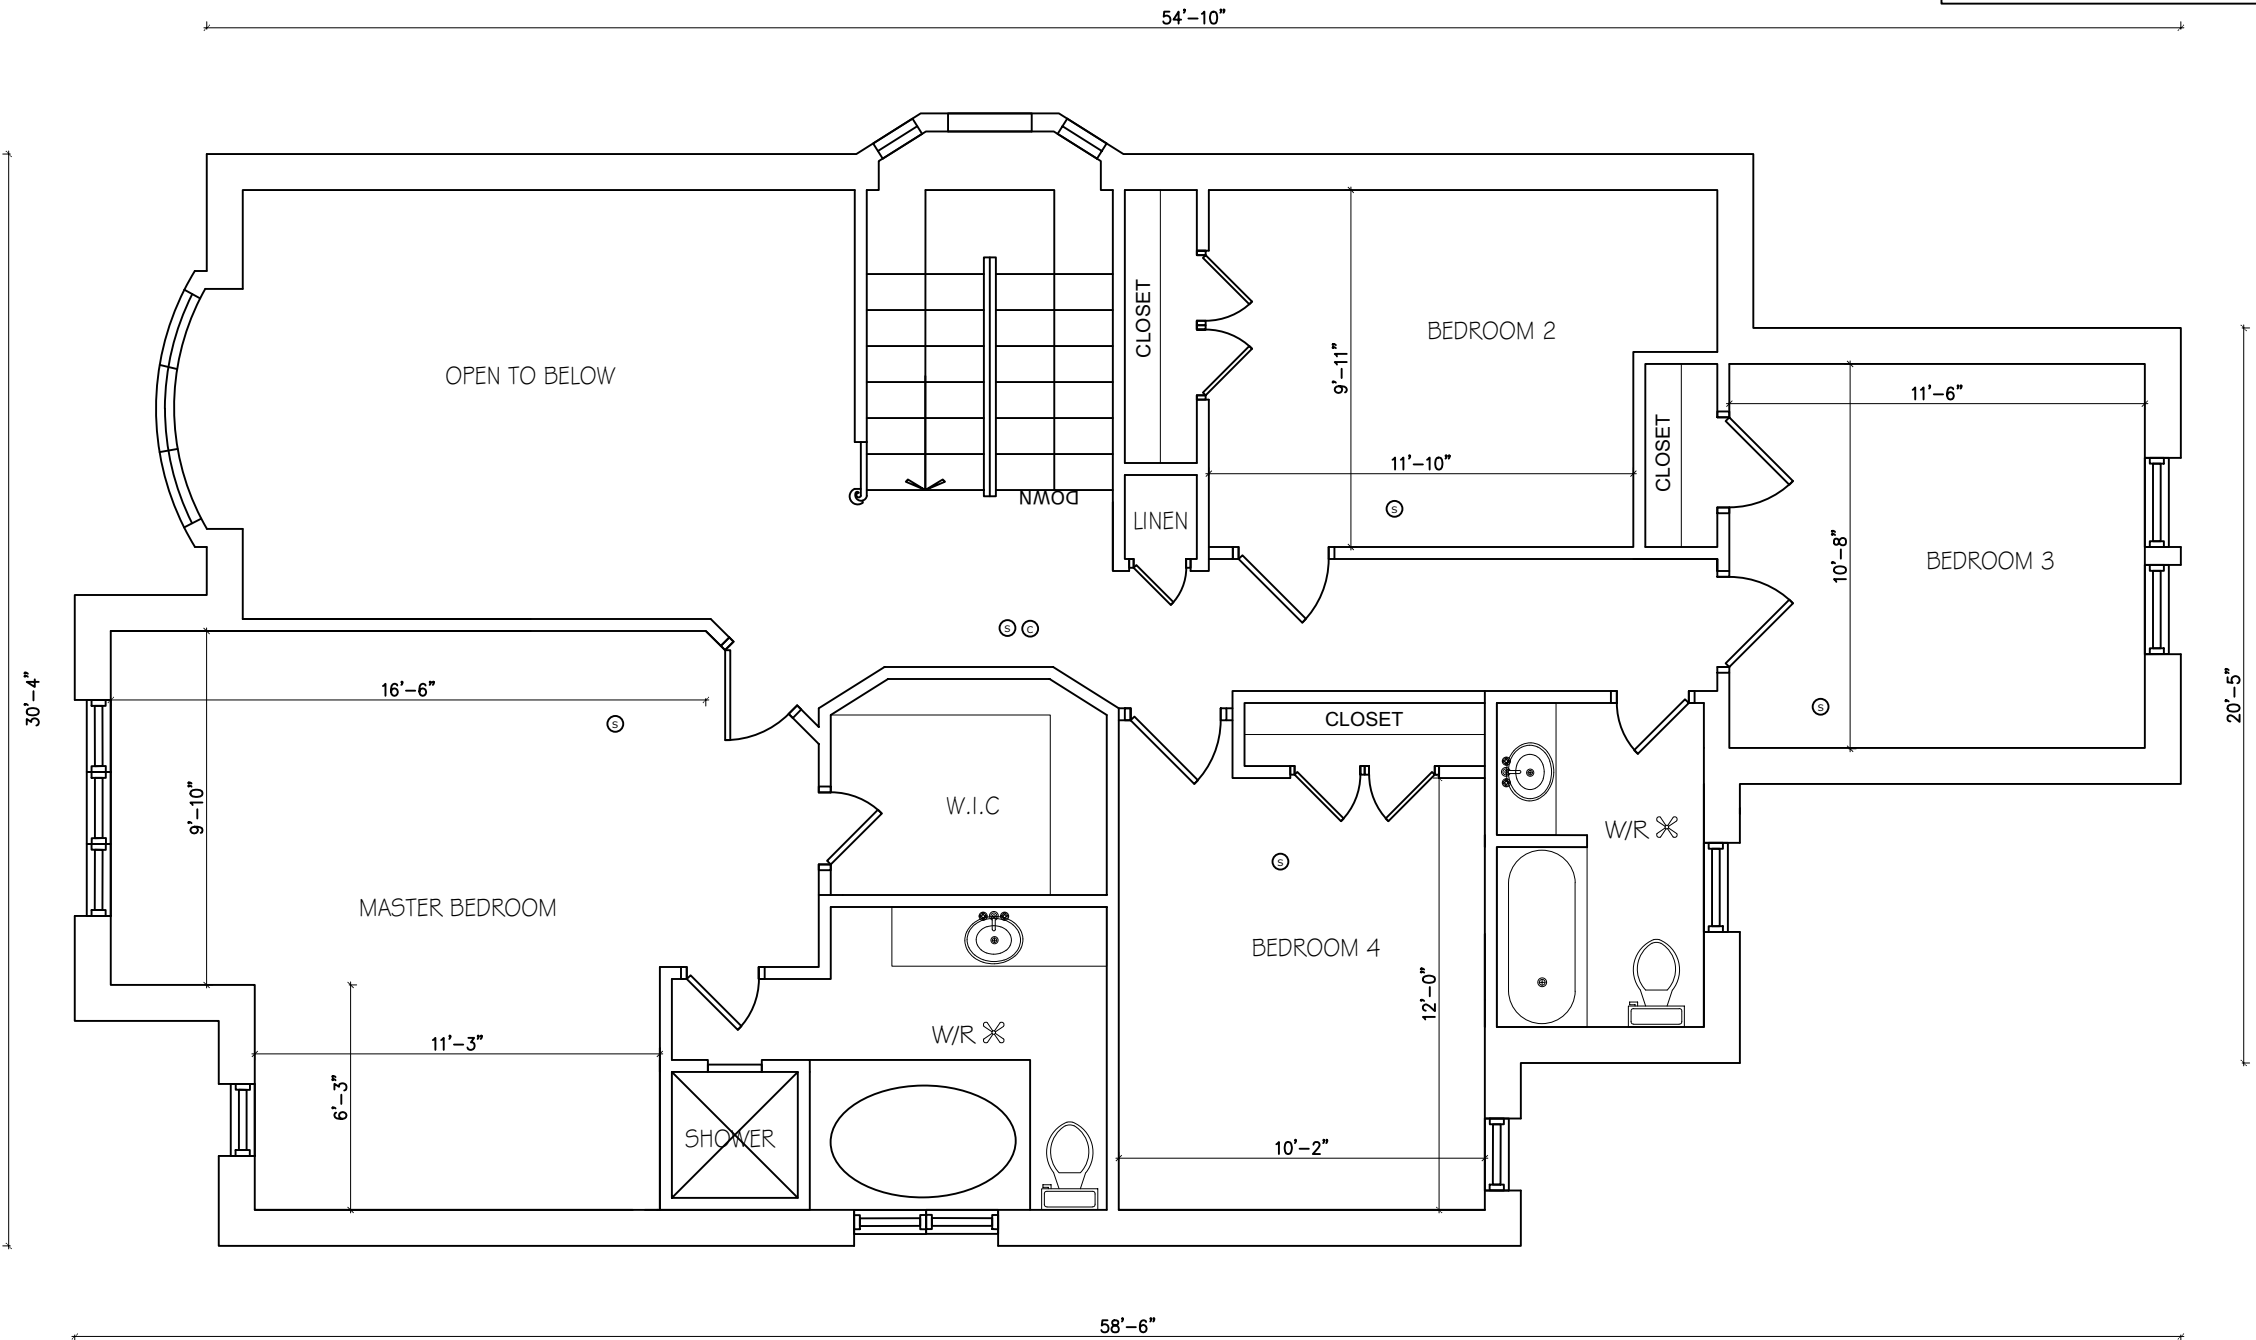 54'-10"
OPEN TO BELOW
CLOSET
BEDROOM 2
9'-11"
11'-10"
S
DOWN
LINEN
CLOSET
11'-6"
10'-8"
BEDROOM 3
S
30'-4"
20'-5"
16'-6"
S
S C
9'-10"
W.I.C
CLOSET
W/R
S
MASTER BEDROOM
BEDROOM 4
12'-0"
W/R
11'-3"
6'-3"
SHOWER
10'-2"
58'-6"